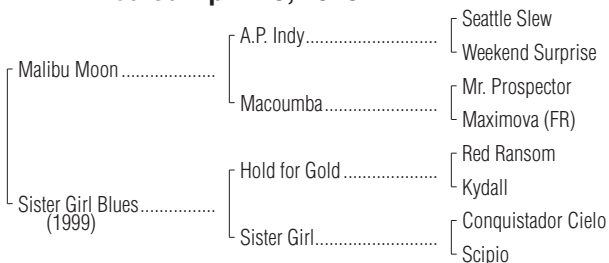 Seattle Slew
A.P. Indy
Weekend Surprise
Malibu Moon
Mr. Prospector
Macoumba
Maximova (FR)
Red Ransom
Hold for Gold
Kydall
Sister Girl Blues
(1999)
Conquistador Cielo
Sister Girl
Scipio